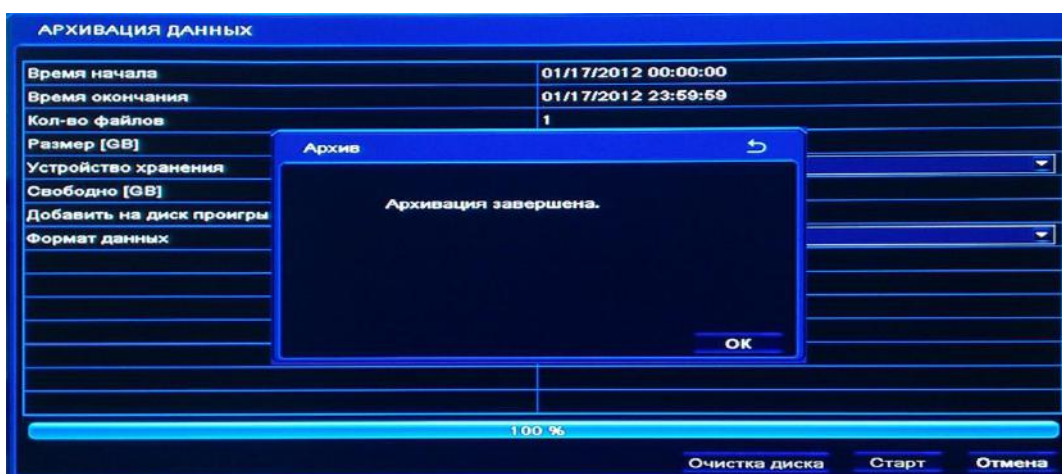 АРХИВАЦИЯ ДАННЫХ
Время начала 01/17/2012 00:00:00
Время окончания 01/17/2012 23:59:59
Кол-во файлов 1
Размер [GB]
Устройство хранения
Свободно [GB]
Добавить на диск проигры
Формат данных
Архив
Архивация завершена.
OK
100 %
Очистка диска Старт Отмена